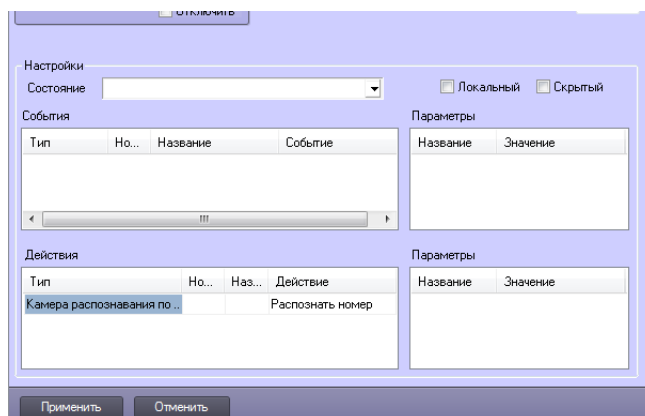 Отключить
Настройки
Состояние
Локальный Скрытый
События
Тип Но... Название Событие
Параметры
Название Значение
Действия
Тип Но... Наз... Действие
Камера распознавания по .. Распознать номер
Параметры
Название Значение
Применить Отменить